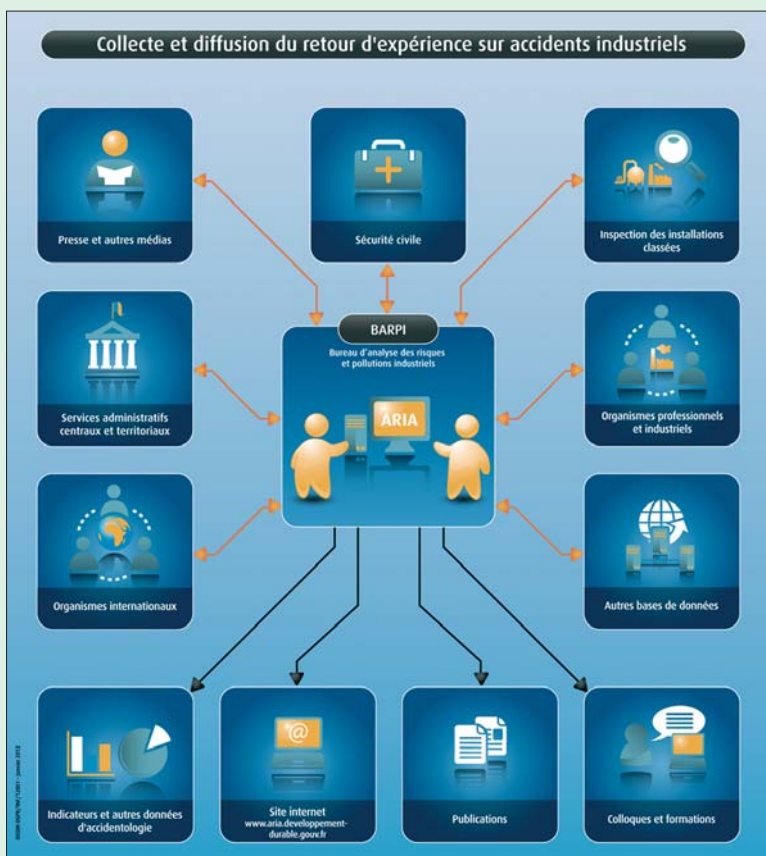 Collecte et diffusion du retour d'expérience sur accidents industriels
Presse et autres médias
Sécurité civile
Inspection des installations
classées
BARPI
Bureau d'analyse des risques
et pollutions industriels
ARIA
Services administratifs
centraux et territoriaux
Organismes professionnels
et industriels
Organismes internationaux
Autres bases de données
Indicateurs et autres données
d'accidentologie
@
Site internet
www.aria.developpement-
durable.gouv.fr
Publications
Colloques et formations